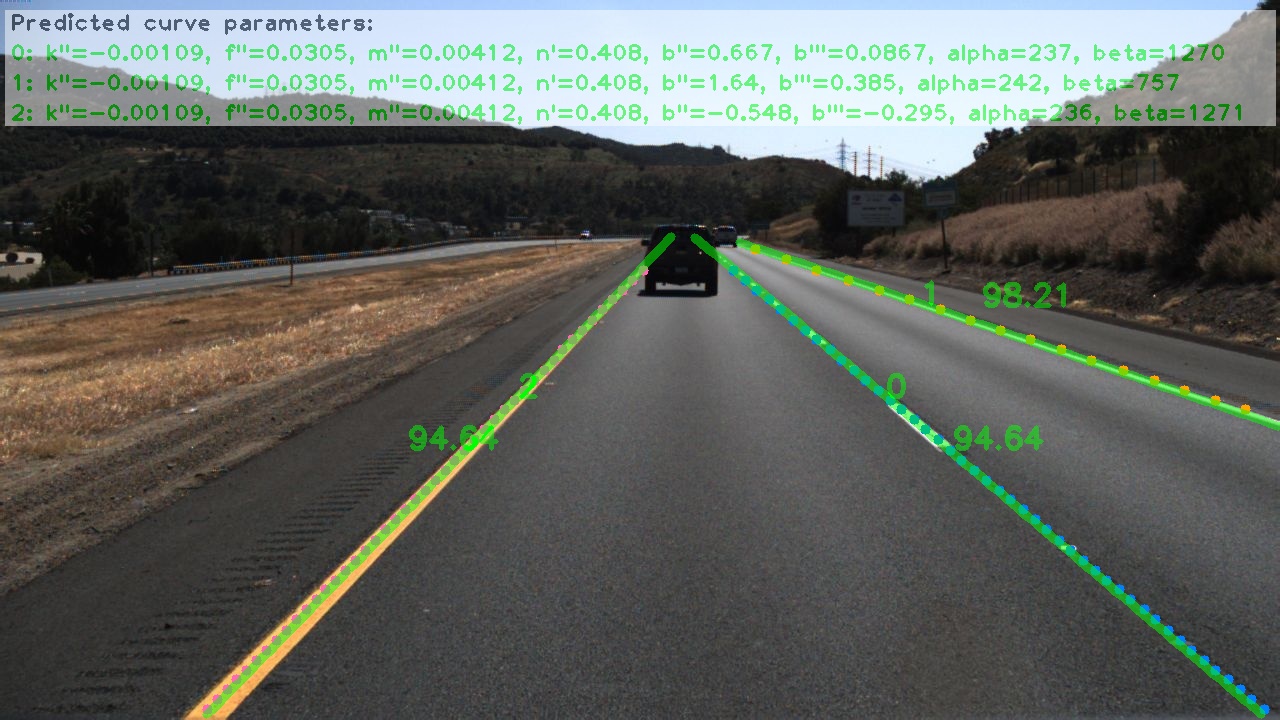 Predicted curve parameters:
0: k''=-0.00109, f''=0.0305, m''=0.00412, n'=0.408, b''=0.667, b'''=0.0867, alpha=237, beta=1270
1: k''=-0.00109, f''=0.0305, m''=0.00412, n'=0.408, b''=1.64, b'''=0.385, alpha=242, beta=757
2: k''=-0.00109, f''=0.0305, m''=0.00412, n'=0.408, b''=-0.548, b'''=-0.295, alpha=236, beta=1271
1 98.21
2 0
94.64 94.64